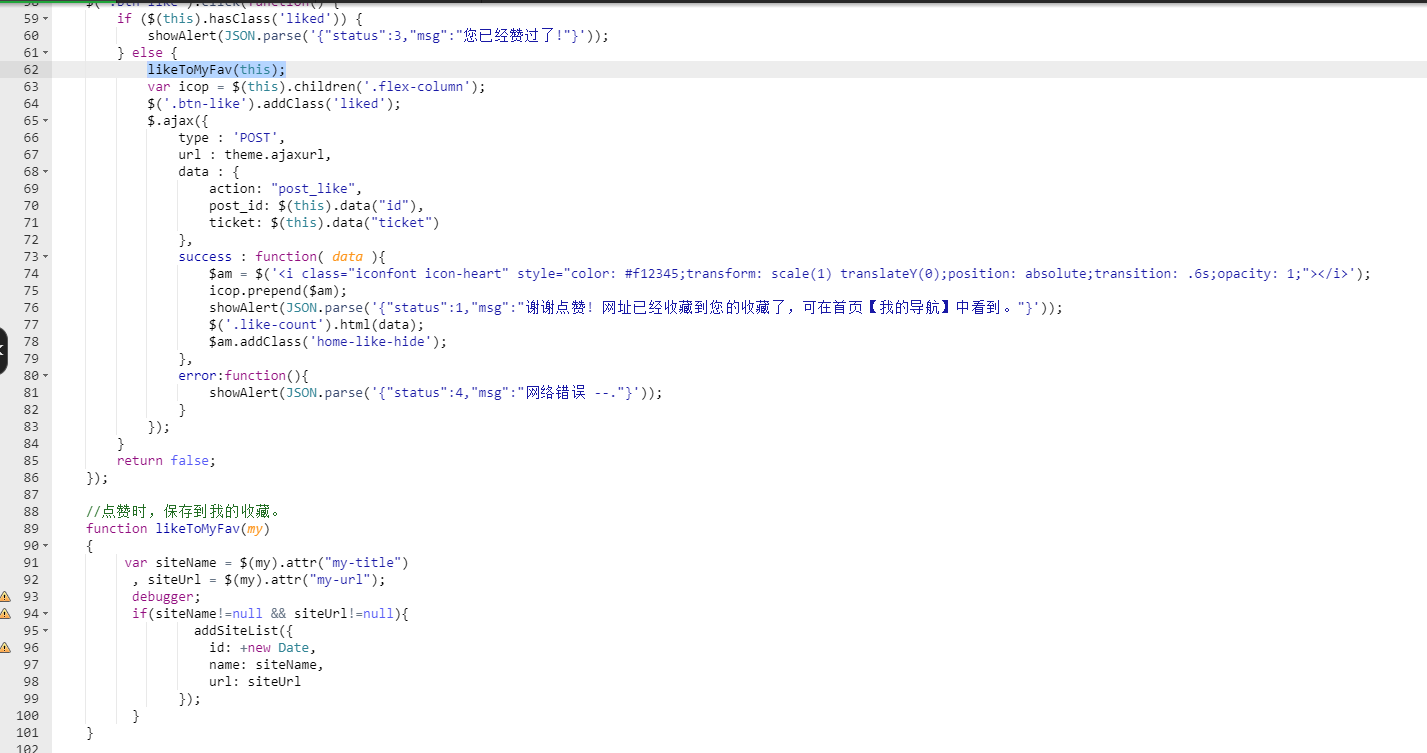 58 $('.btn-like').click(function() {
59 if ($(this).hasClass('liked')) {
60 showAlert(JSON.parse('{"status":3,"msg":"您已经赞过了!"}'));
61 } else {
62 likeToMyFav(this);
63 var icop = $(this).children('.flex-column');
64 $('.btn-like').addClass('liked');
65 $.ajax({
66 type : 'POST',
67 url : theme.ajaxurl,
68 data : {
69 action: "post_like",
70 post_id: $(this).data("id"),
71 ticket: $(this).data("ticket")
72 },
73 success : function( data ){
74 $am = $('<i class="iconfont icon-heart" style="color: #f12345;transform: scale(1) translateY(0);position: absolute;transition: .6s;opacity: 1;"></i>');
75 icop.prepend($am);
76 showAlert(JSON.parse('{"status":1,"msg":"谢谢点赞! 网址已经收藏到您的收藏了，可在首页【我的导航】中看到。"}'));
77 $('.like-count').html(data);
78 $am.addClass('home-like-hide');
79 },
80 error:function(){
81 showAlert(JSON.parse('{"status":4,"msg":"网络错误 --."}'));
82 }
83 });
84 }
85 return false;
86 });
87
88 //点赞时，保存到我的收藏。
89 function likeToMyFav(my)
90 {
91 var siteName = $(my).attr("my-title")
92 , siteUrl = $(my).attr("my-url");
93 debugger;
94 if(siteName!=null && siteUrl!=null){
95 addSiteList({
96 id: +new Date,
97 name: siteName,
98 url: siteUrl
99 });
100 }
101 }
102